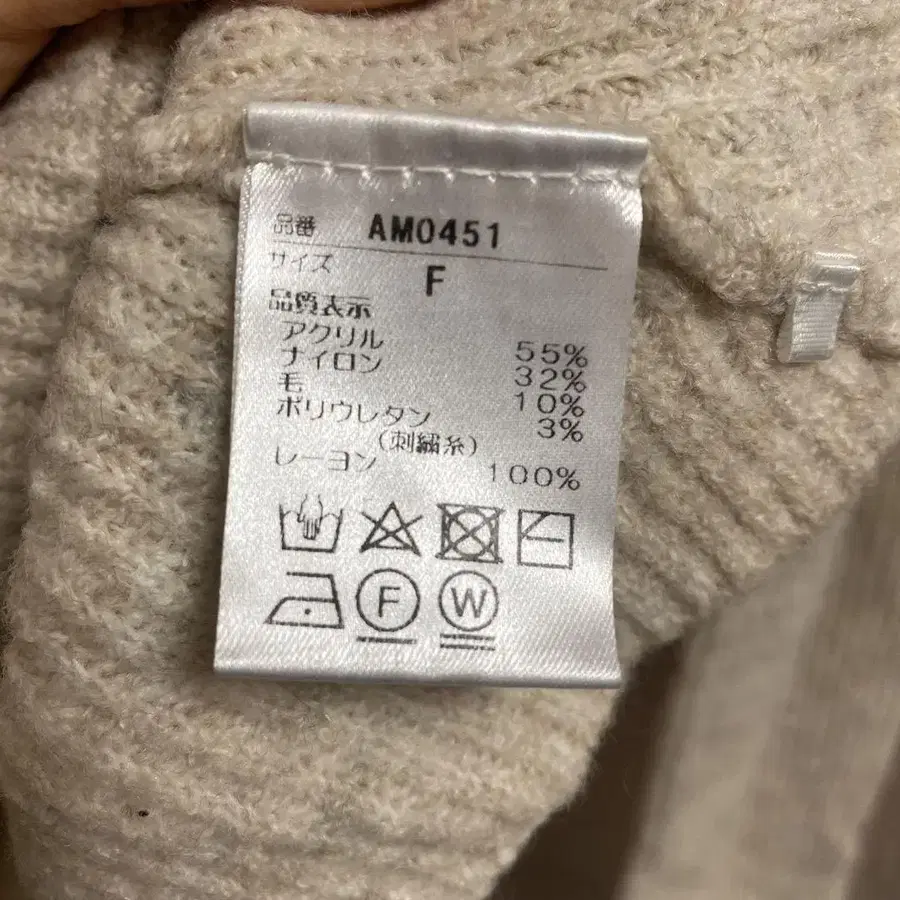 品番 AM0451
サイズ F
品質表示
アクリル 55%
ナイロン 32%
毛 10%
ポリウレタン 3%
(刺繍糸)
レーヨン 100%
F W